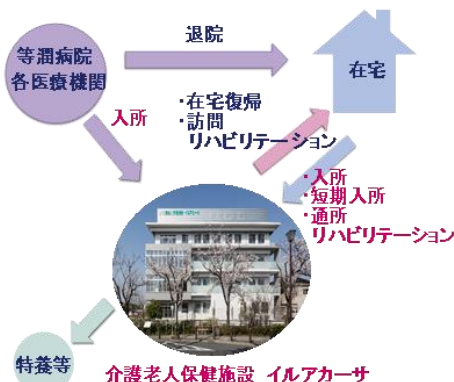 退院
等潤病院
各医療機関
在宅
入所
・在宅復帰
・訪問
リハビリテーション
・入所
・短期入所
・通所
リハビリテーション
特養等
介護老人保健施設 イルアカーサ